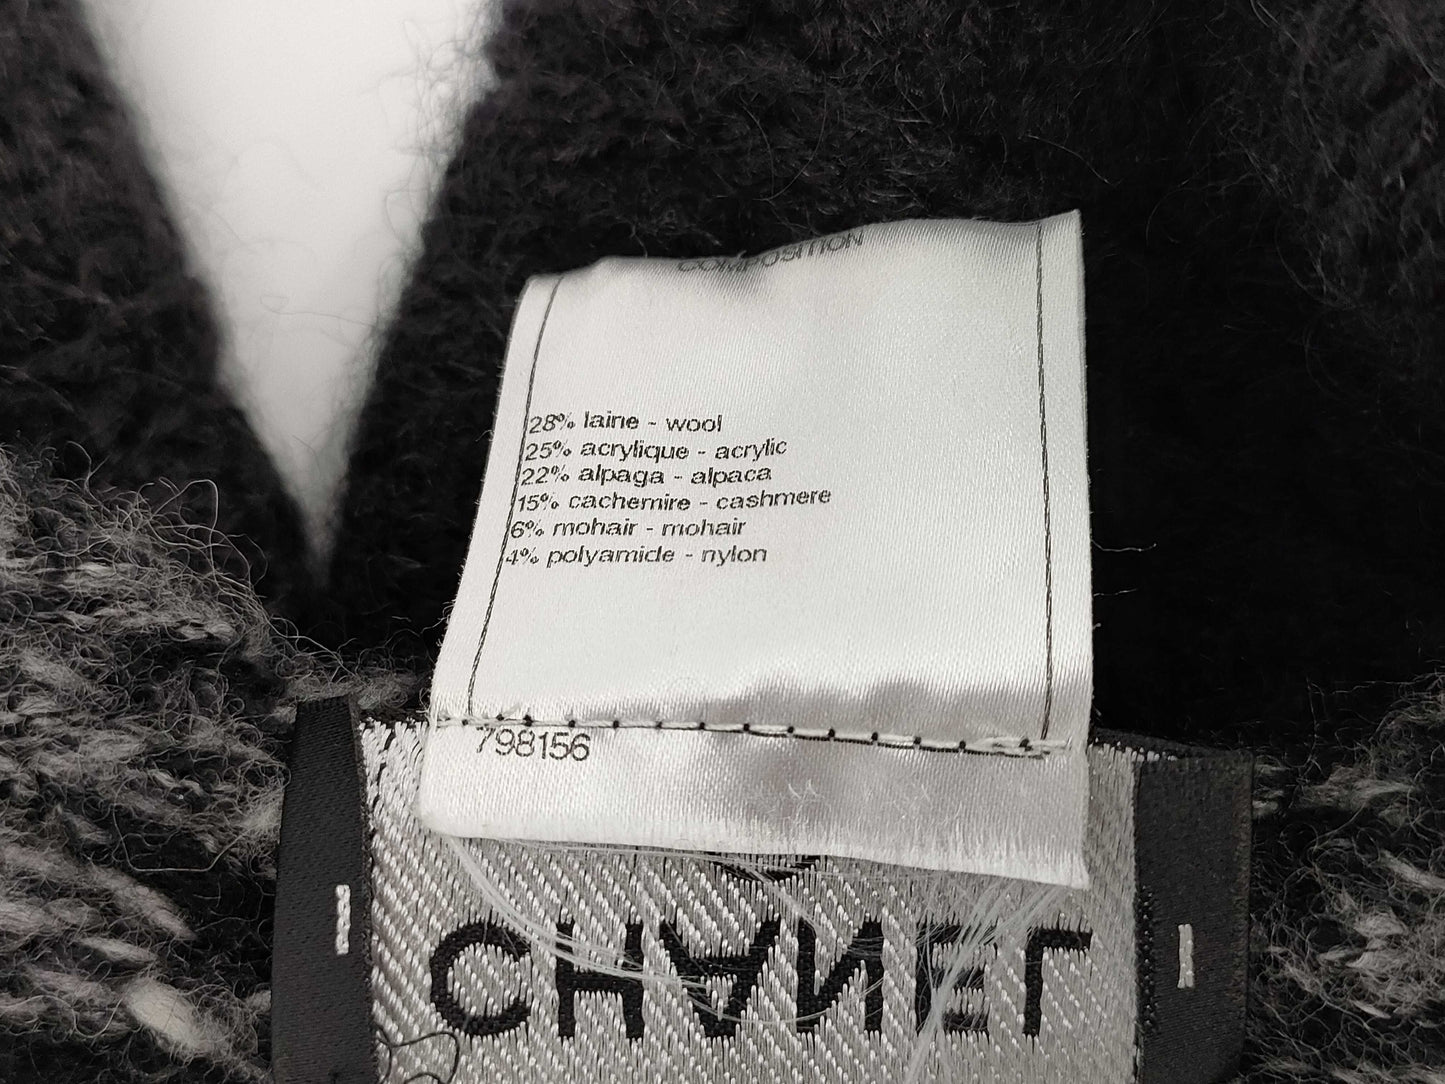 COMPOSITION
28% laine - wool
25% acrylique - acrylic
22% alpaga - alpaca
15% cachemire - cashmere
6% mohair - mohair
4% polyamide - nylon
798156
CHANEL